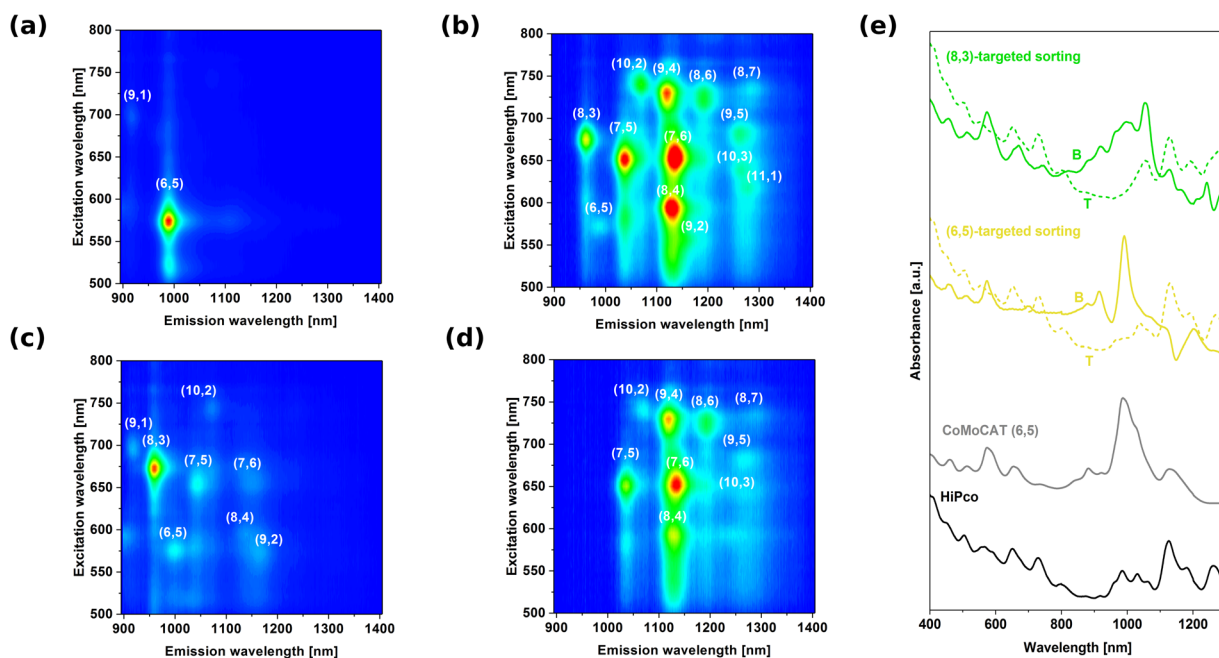 (a)
800
750
700
650
600
550
500
Excitation wavelength [nm]
(9,1)
(6,5)
900 1000 1100 1200 1300 1400
Emission wavelength [nm]
(b)
800
750
700
650
600
550
500
Excitation wavelength [nm]
(10,2)
(9,4)
(8,6)
(8,7)
(8,3)
(7,5)
(7,6)
(9,5)
(10,3)
(11,1)
(8,4)
(6,5)
(9,2)
900 1000 1100 1200 1300 1400
Emission wavelength [nm]
(c)
800
750
700
650
600
550
500
Excitation wavelength [nm]
(10,2)
(9,1)
(8,3)
(7,5)
(7,6)
(6,5)
(8,4)
(9,2)
900 1000 1100 1200 1300 1400
Emission wavelength [nm]
(d)
800
750
700
650
600
550
500
Excitation wavelength [nm]
(10,2)
(9,4)
(8,6)
(8,7)
(7,5)
(7,6)
(9,5)
(10,3)
(8,4)
900 1000 1100 1200 1300 1400
Emission wavelength [nm]
(e)
Absorbance [a.u.]
(8,3)-targeted sorting
B
T
(6,5)-targeted sorting
B
T
CoMoCAT (6,5)
HiPco
400 600 800 1000 1200
Wavelength [nm]